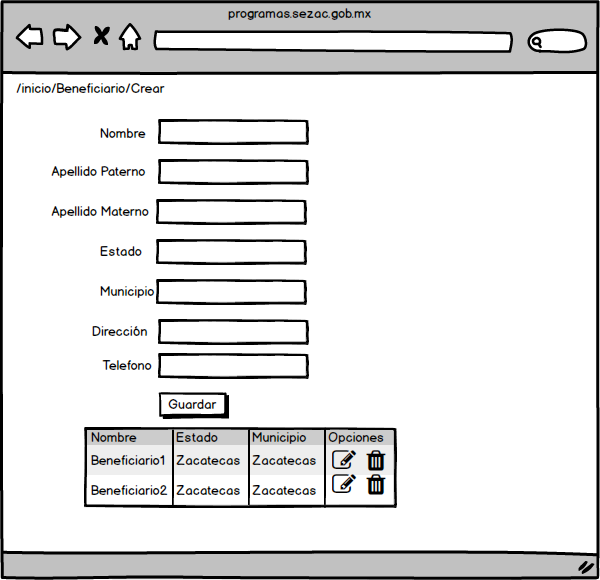 programas.sezac.gob.mx
/inicio/Beneficiario/Crear
Nombre
Apellido Paterno
Apellido Materno
Estado
Municipio
Dirección
Telefono
Guardar
Nombre Estado Municipio Opciones
Beneficiario1 Zacatecas Zacatecas
Beneficiario2 Zacatecas Zacatecas